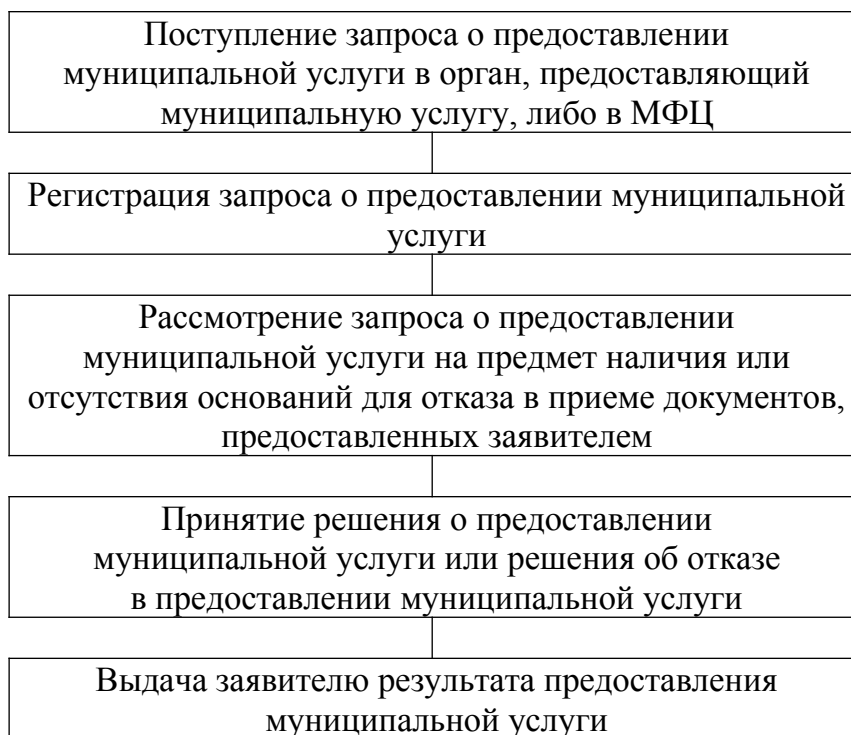 Поступление запроса о предоставлении
муниципальной услуги в орган, предоставляющий
муниципальную услугу, либо в МФЦ
Регистрация запроса о предоставлении муниципальной
услуги
Рассмотрение запроса о предоставлении
муниципальной услуги на предмет наличия или
отсутствия оснований для отказа в приеме документов,
предоставленных заявителем
Принятие решения о предоставлении
муниципальной услуги или решения об отказе
в предоставлении муниципальной услуги
Выдача заявителю результата предоставления
муниципальной услуги